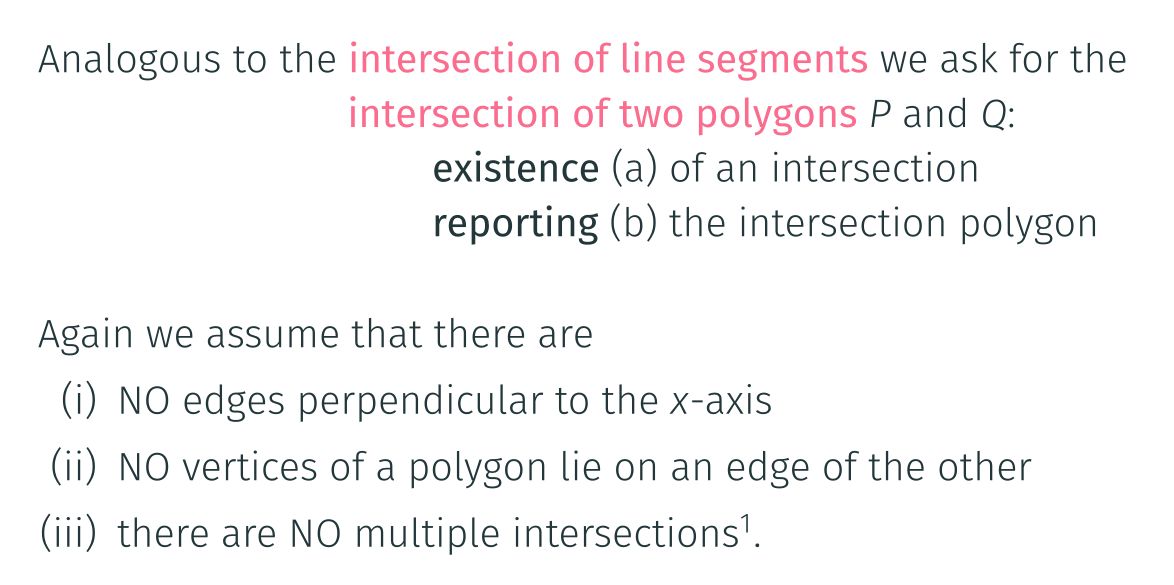 Analogous to the intersection of line segments we ask for the
intersection of two polygons P and Q:
existence (a) of an intersection
reporting (b) the intersection polygon
Again we assume that there are
(i) NO edges perpendicular to the x-axis
(ii) NO vertices of a polygon lie on an edge of the other
(iii) there are NO multiple intersections¹.